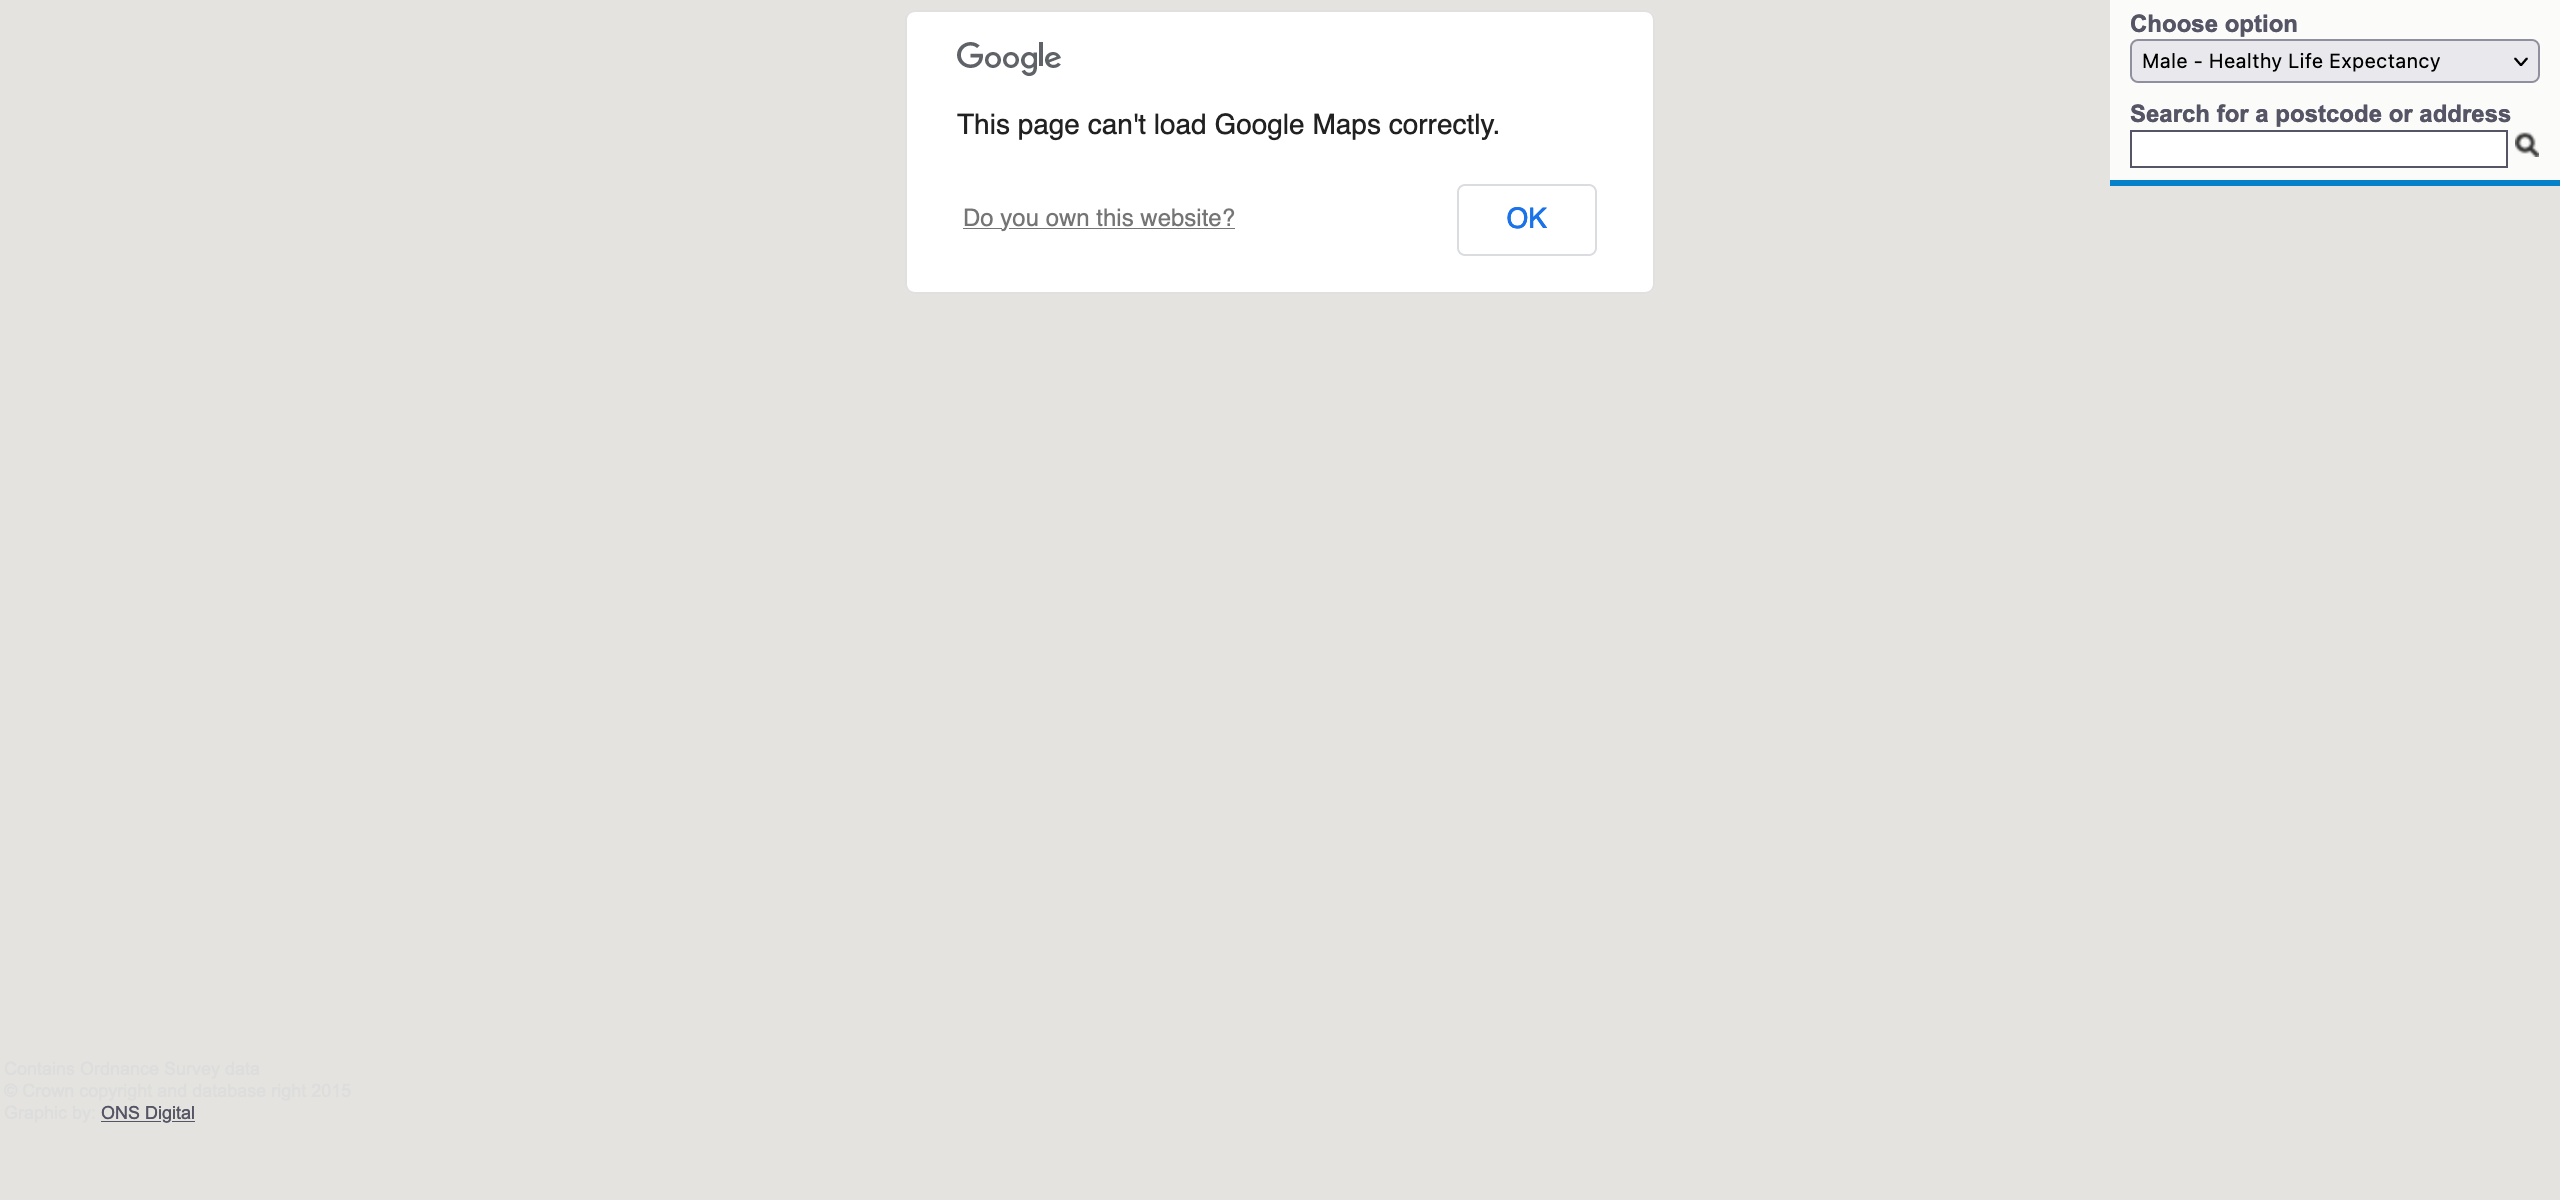 Google
This page can't load Google Maps correctly.
Do you own this website?
OK
Choose option
Male - Healthy Life Expectancy
Search for a postcode or address
Contains Ordnance Survey data
© Crown copyright and database right 2015
Graphic by: ONS Digital